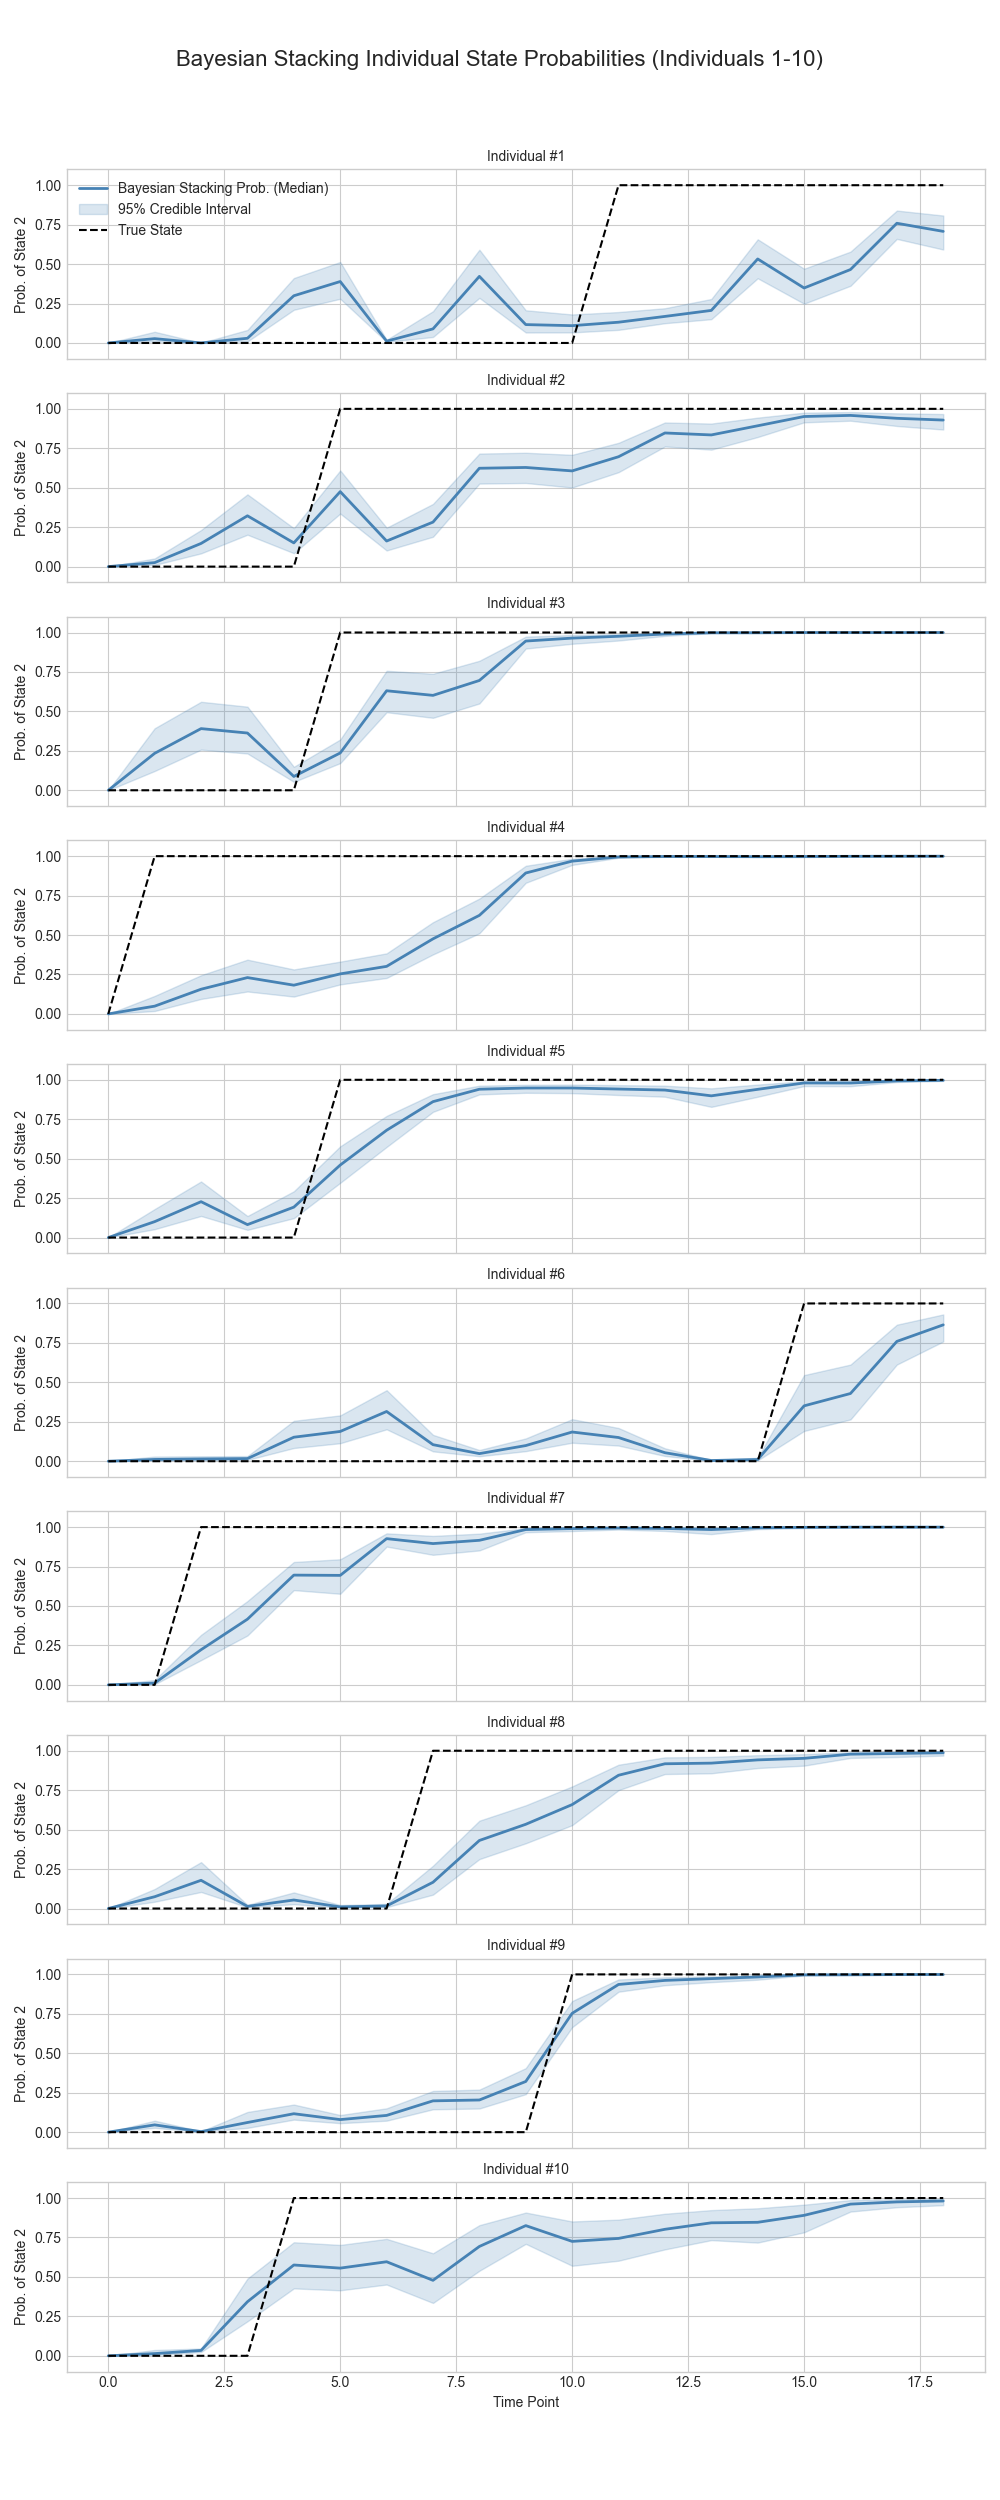 Bayesian Stacking Individual State Probabilities (Individuals 1-10)
Individual #1
Prob. of State 2
1.00
0.75
0.50
0.25
0.00
Bayesian Stacking Prob. (Median)
95% Credible Interval
True State
Individual #2
Prob. of State 2
1.00
0.75
0.50
0.25
0.00
Individual #3
Prob. of State 2
1.00
0.75
0.50
0.25
0.00
Individual #4
Prob. of State 2
1.00
0.75
0.50
0.25
0.00
Individual #5
Prob. of State 2
1.00
0.75
0.50
0.25
0.00
Individual #6
Prob. of State 2
1.00
0.75
0.50
0.25
0.00
Individual #7
Prob. of State 2
1.00
0.75
0.50
0.25
0.00
Individual #8
Prob. of State 2
1.00
0.75
0.50
0.25
0.00
Individual #9
Prob. of State 2
1.00
0.75
0.50
0.25
0.00
Individual #10
Prob. of State 2
1.00
0.75
0.50
0.25
0.00
0.0 2.5 5.0 7.5 10.0 12.5 15.0 17.5
Time Point